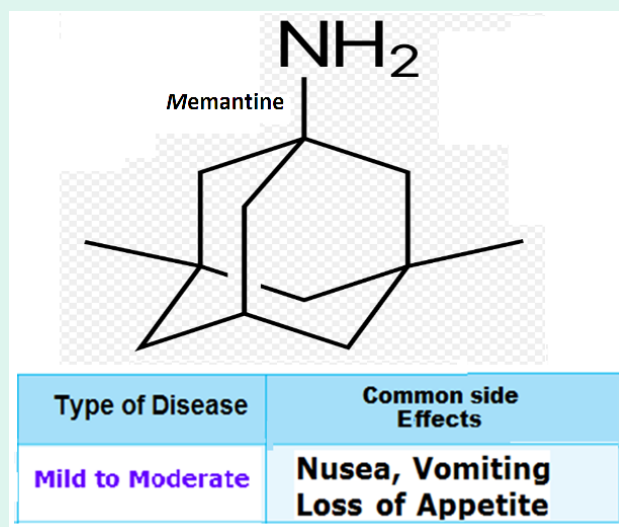 NH2
Memantine
Type of Disease
Common side
Effects
Mild to Moderate
Nusea, Vomiting
Loss of Appetite